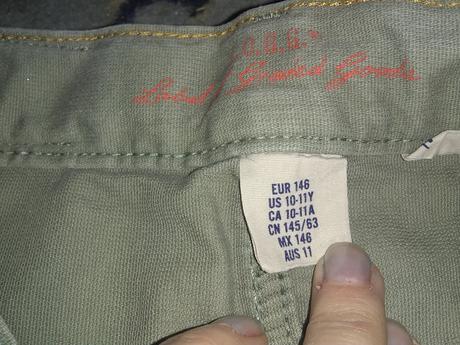 L.O.G.G.
Label of Graded Goods
EUR 146
US 10-11Y
CA 10-11A
CN 145/63
MX 146
AUS 11